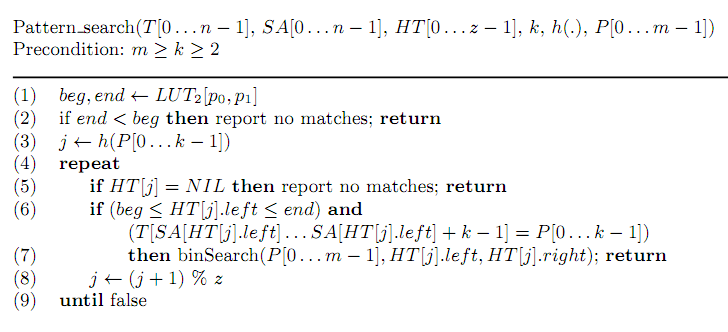 Pattern_search(T[0...n − 1], SA[0...n − 1], HT[0...z − 1], k, h(.), P[0...m − 1])
Precondition: m ≥ k ≥ 2
(1) beg, end ← LUT₂[p₀, p₁]
(2) if end < beg then report no matches; return
(3) j ← h(P[0...k − 1])
(4) repeat
(5) if HT[j] = NIL then report no matches; return
(6) if (beg ≤ HT[j].left ≤ end) and
(T[SA[HT[j].left]...SA[HT[j].left] + k − 1] = P[0...k − 1])
(7) then binSearch(P[0...m − 1], HT[j].left, HT[j].right); return
(8) j ← (j + 1) % z
(9) until false